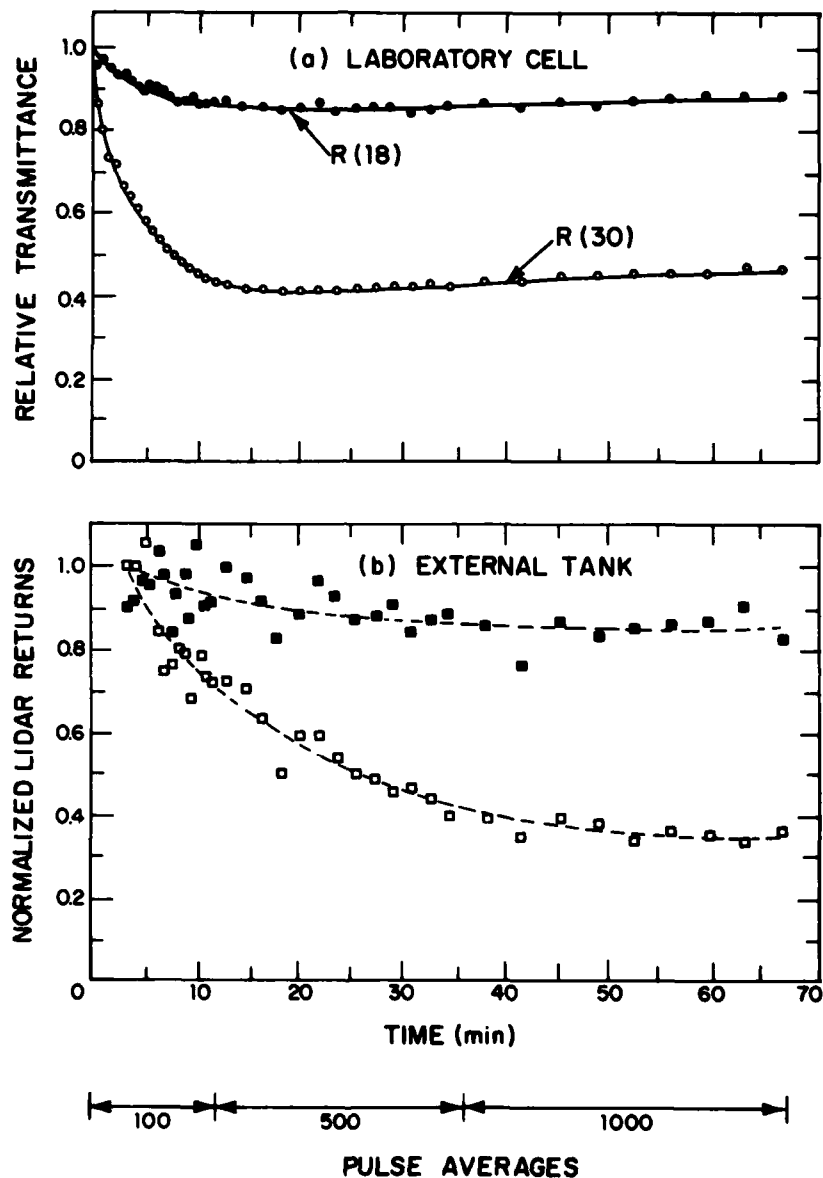 (a) LABORATORY CELL
RELATIVE TRANSMITTANCE
1.0
0.8
0.6
0.4
0.2
0
R (18)
R (30)
(b) EXTERNAL TANK
NORMALIZED LIDAR RETURNS
1.0
0.8
0.6
0.4
0.2
0 10 20 30 40 50 60 70
TIME (min)
100 500 1000
PULSE AVERAGES